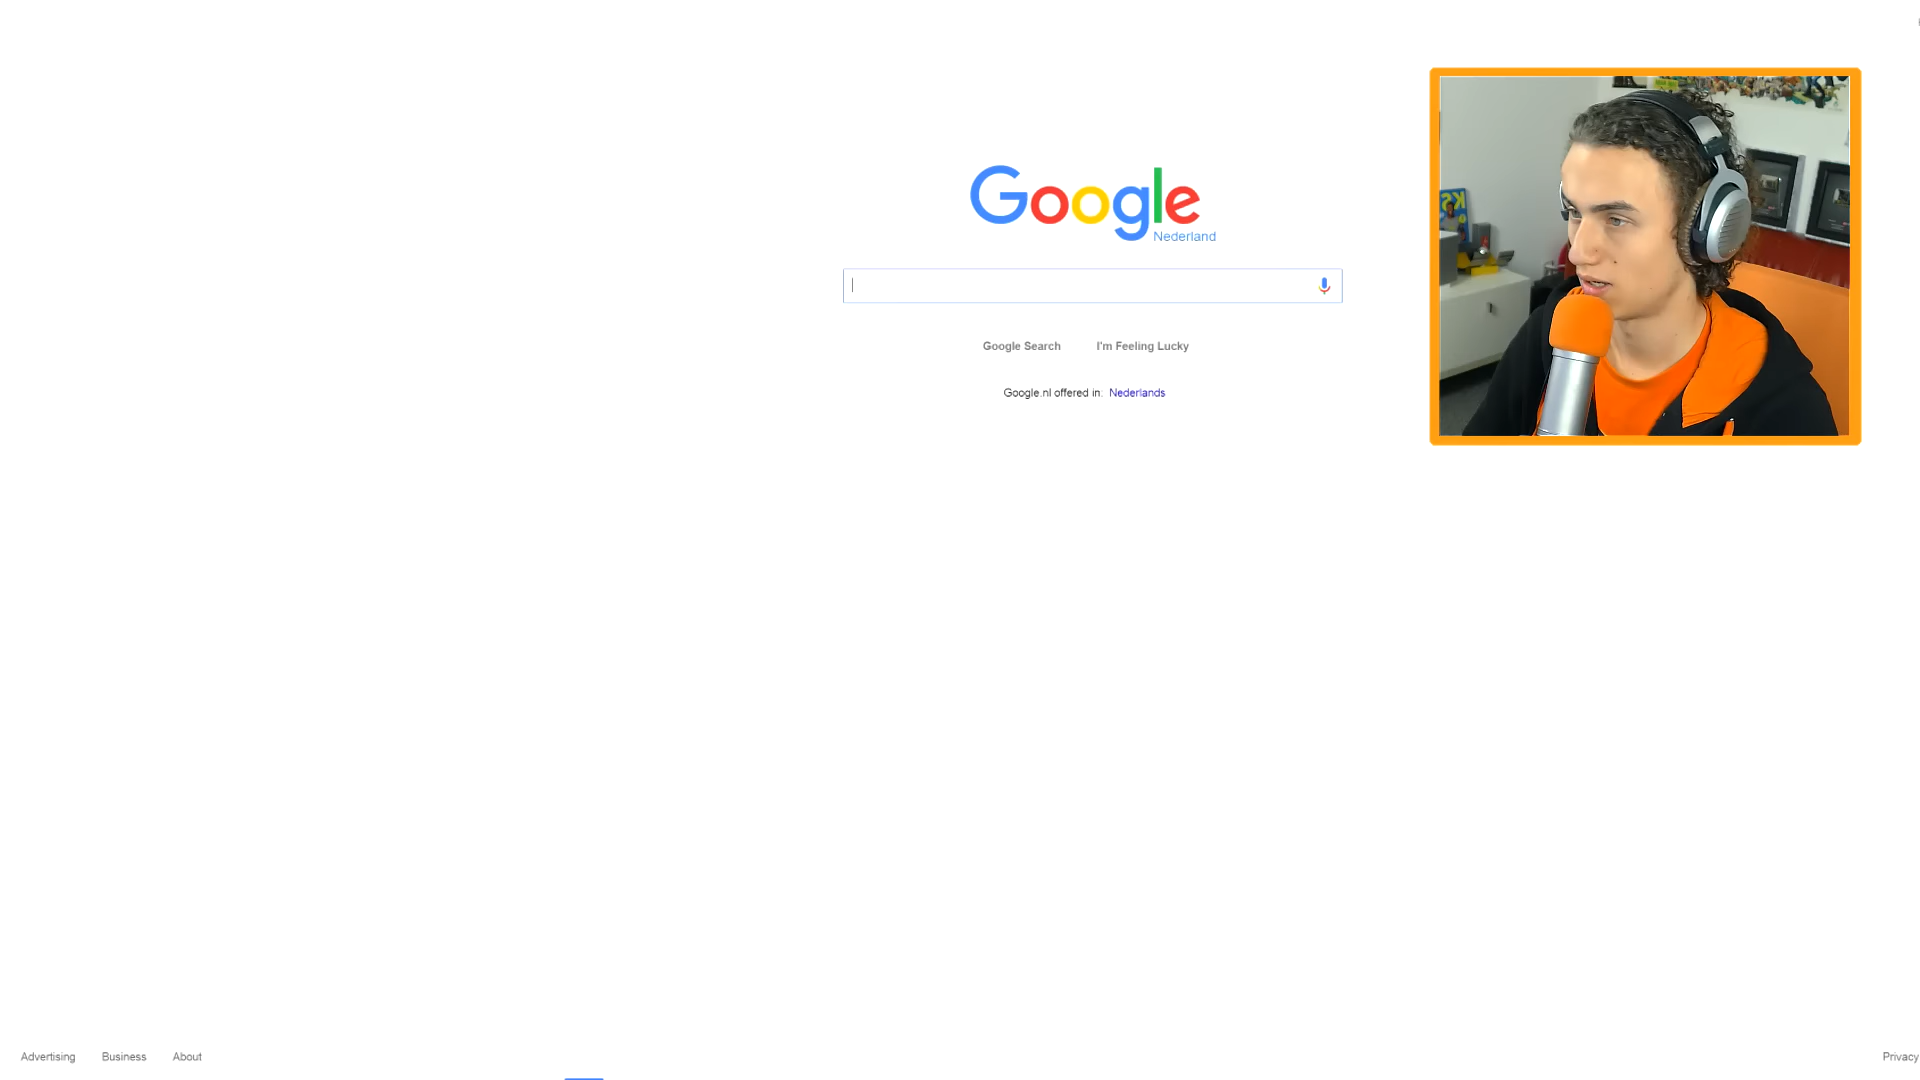 Google
Nederland
Google Search I'm Feeling Lucky
Google.nl offered in: Nederlands
Advertising Business About Privacy